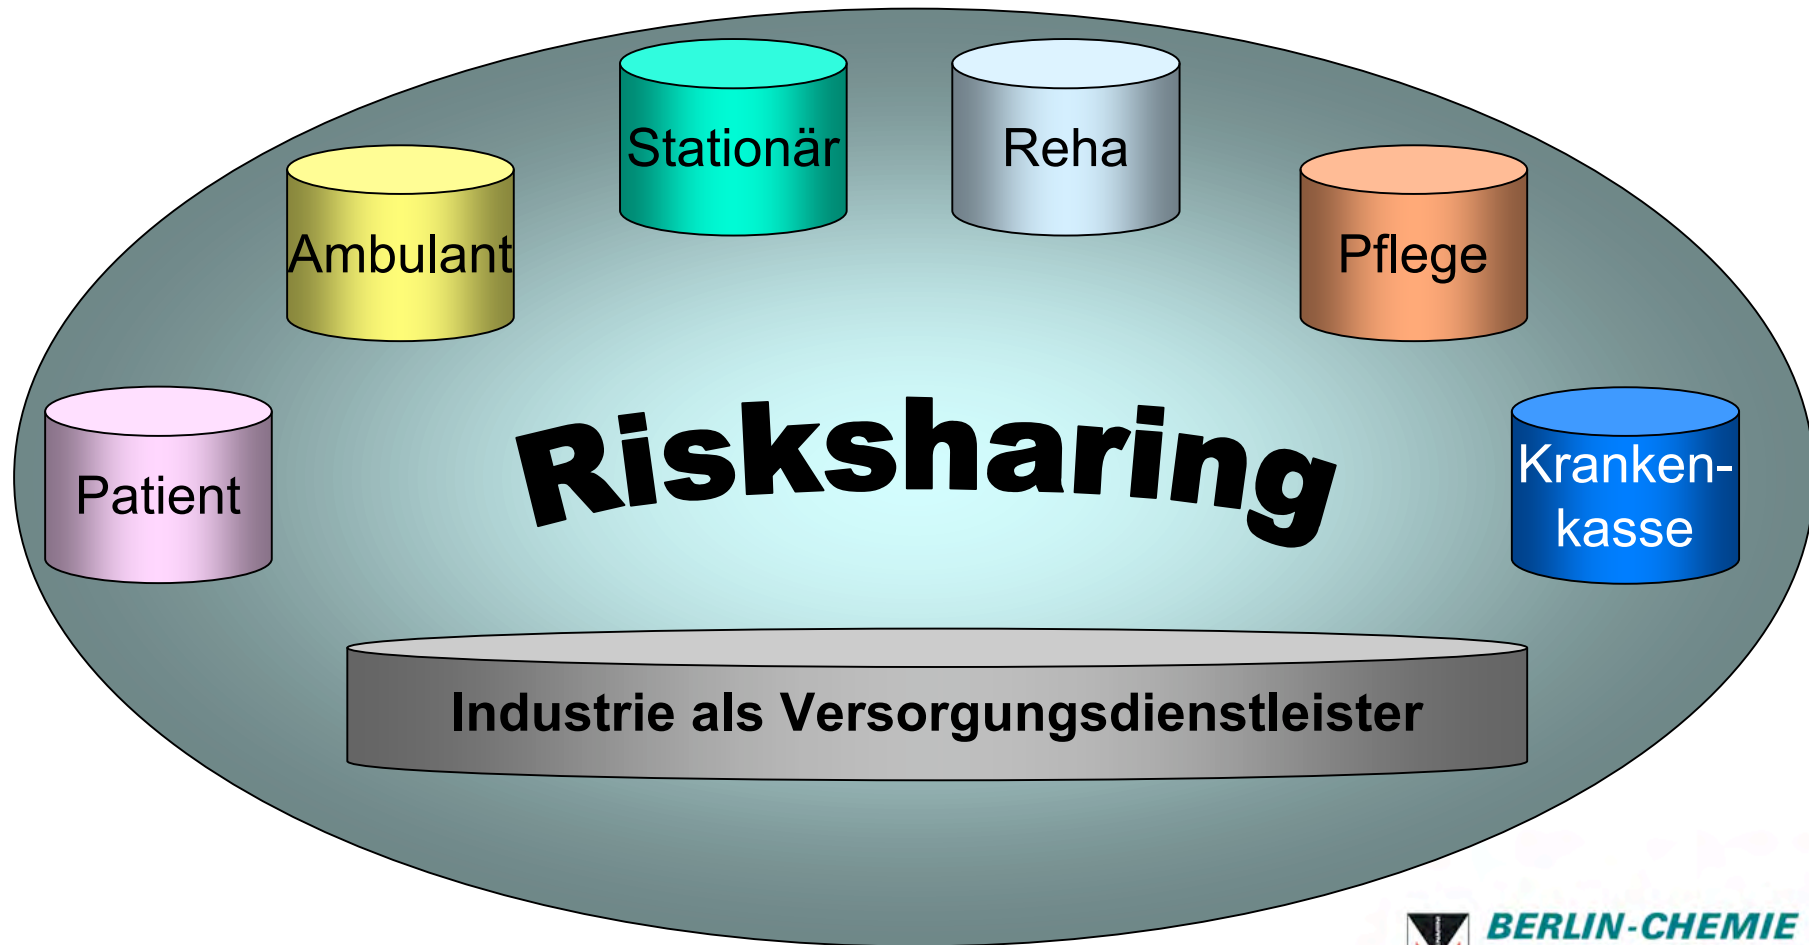 Stationär
Reha
Ambulant
Pflege
Risksharing
Patient
Kranken-
kasse
Industrie als Versorgungsdienstleister
BERLIN-CHEMIE